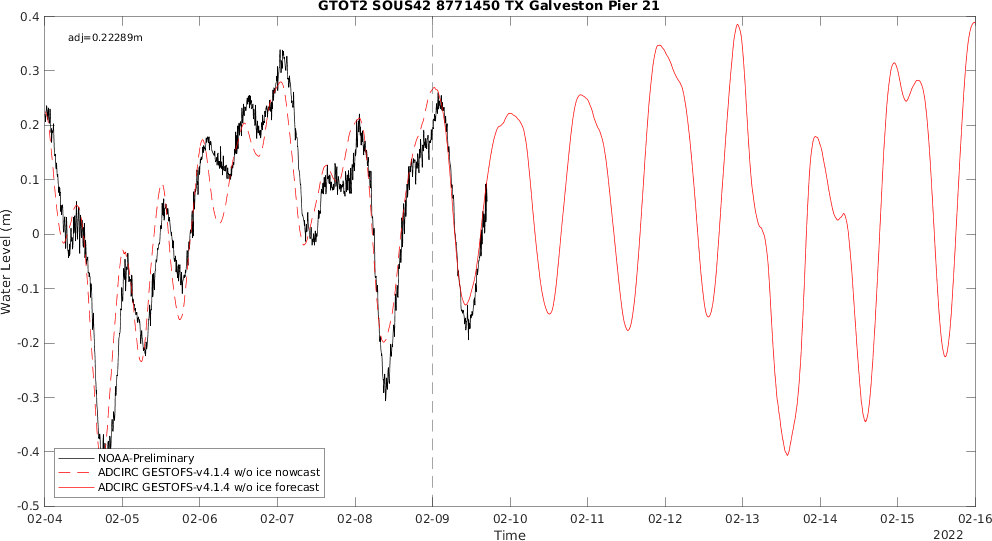 GTOT2 SOUS42 8771450 TX Galveston Pier 21
adj=0.22289m
0.4
0.3
0.2
0.1
0
-0.1
-0.2
-0.3
-0.4
-0.5
Water Level (m)
NOAA-Preliminary
ADCIRC GESTOFS-v4.1.4 w/o ice nowcast
ADCIRC GESTOFS-v4.1.4 w/o ice forecast
02-04 02-05 02-06 02-07 02-08 02-09 02-10 02-11 02-12 02-13 02-14 02-15 02-16
Time
2022